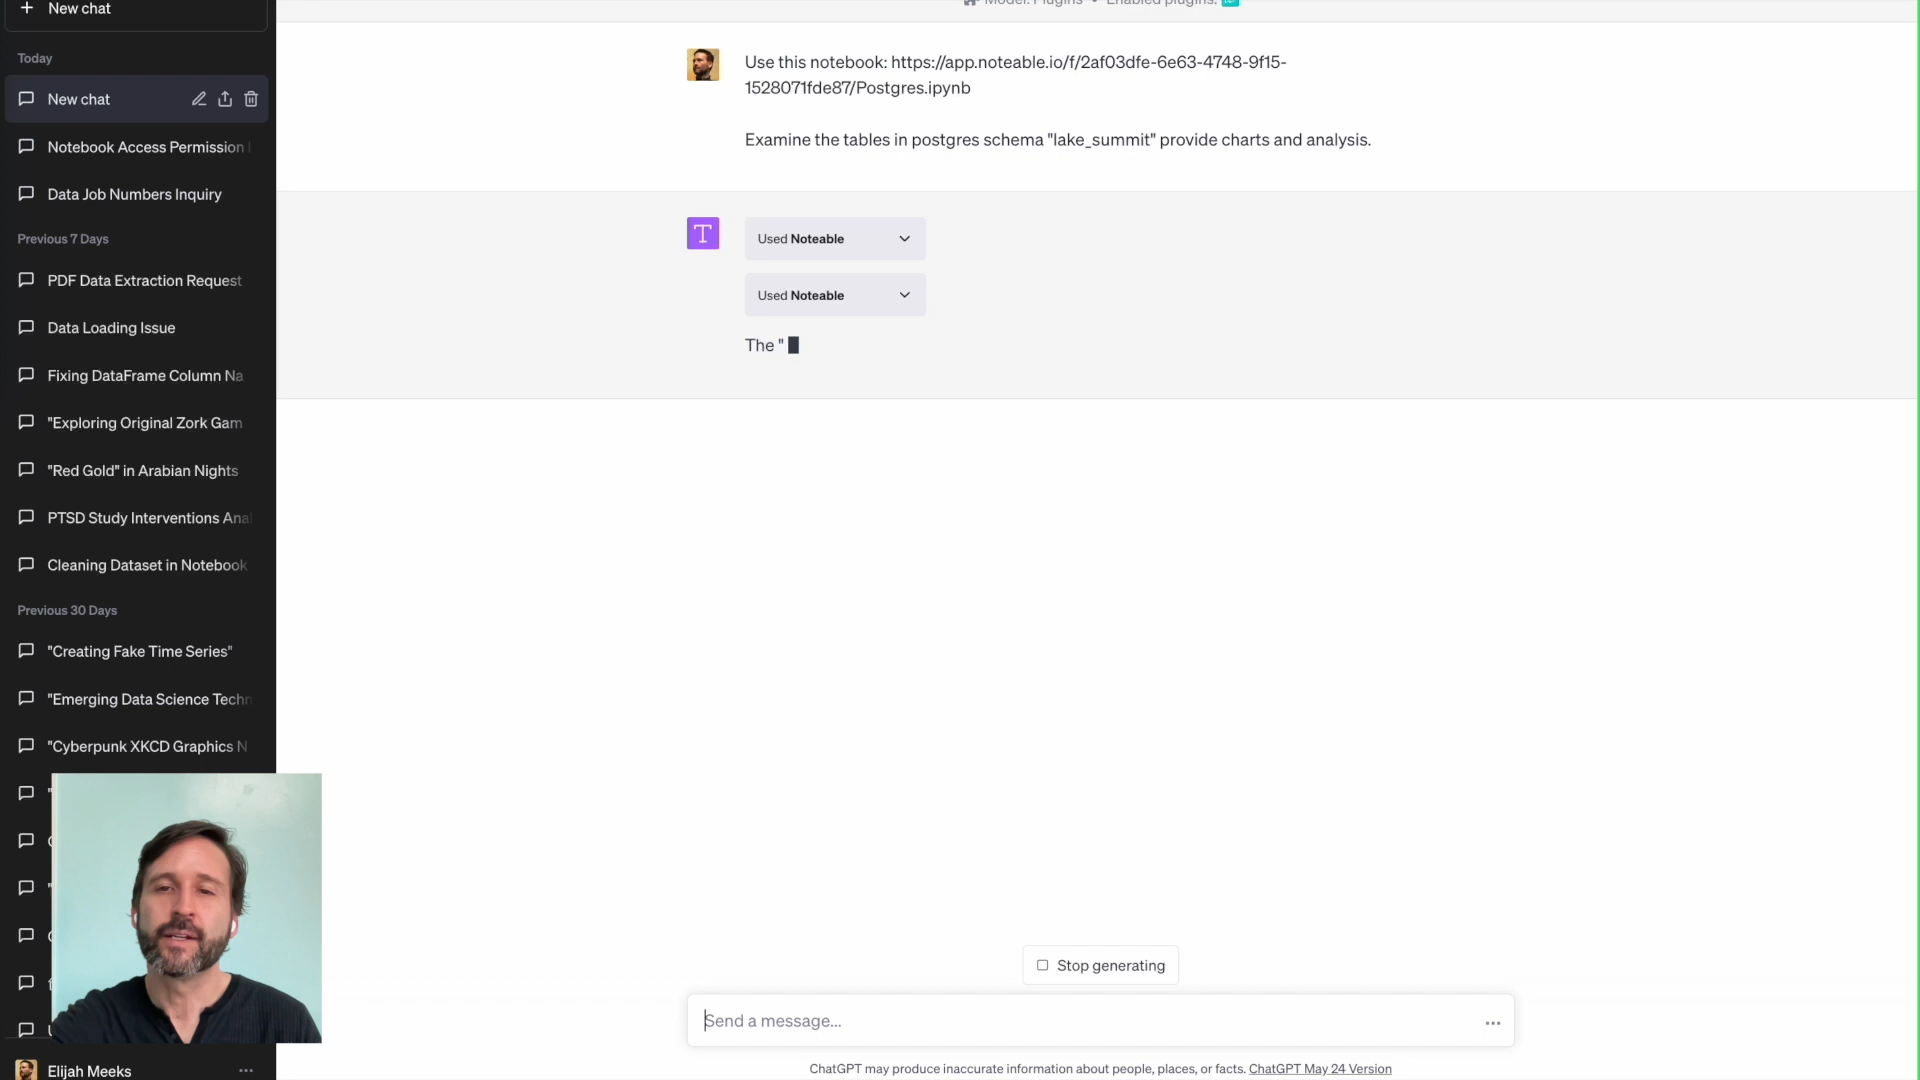 New chat
Today
New chat
Notebook Access Permission
Data Job Numbers Inquiry
Previous 7 Days
PDF Data Extraction Request
Data Loading Issue
Fixing DataFrame Column Na
"Exploring Original Zork Gam
"Red Gold" in Arabian Nights
PTSD Study Interventions Ana
Cleaning Dataset in Notebook
Previous 30 Days
"Creating Fake Time Series"
"Emerging Data Science Techn
"Cyberpunk XKCD Graphics N
Elijah Meeks
Model: Plugins • Enabled plugins:
Use this notebook: https://app.noteable.io/f/2af03dfe-6e63-4748-9f15-
1528071fde87/Postgres.ipynb
Examine the tables in postgres schema "lake_summit" provide charts and analysis.
T
Used Noteable
Used Noteable
The "
Stop generating
Send a message...
ChatGPT may produce inaccurate information about people, places, or facts. ChatGPT May 24 Version